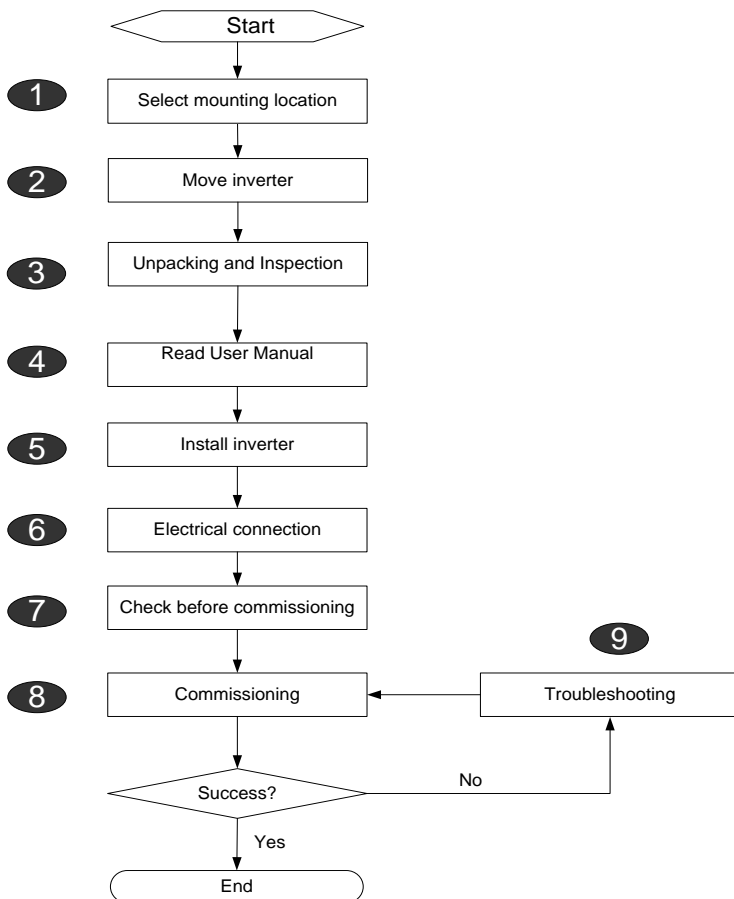 Start
1
Select mounting location
2
Move inverter
3
Unpacking and Inspection
4
Read User Manual
5
Install inverter
6
Electrical connection
7
Check before commissioning
9
8
Commissioning
Troubleshooting
Success?
No
Yes
End